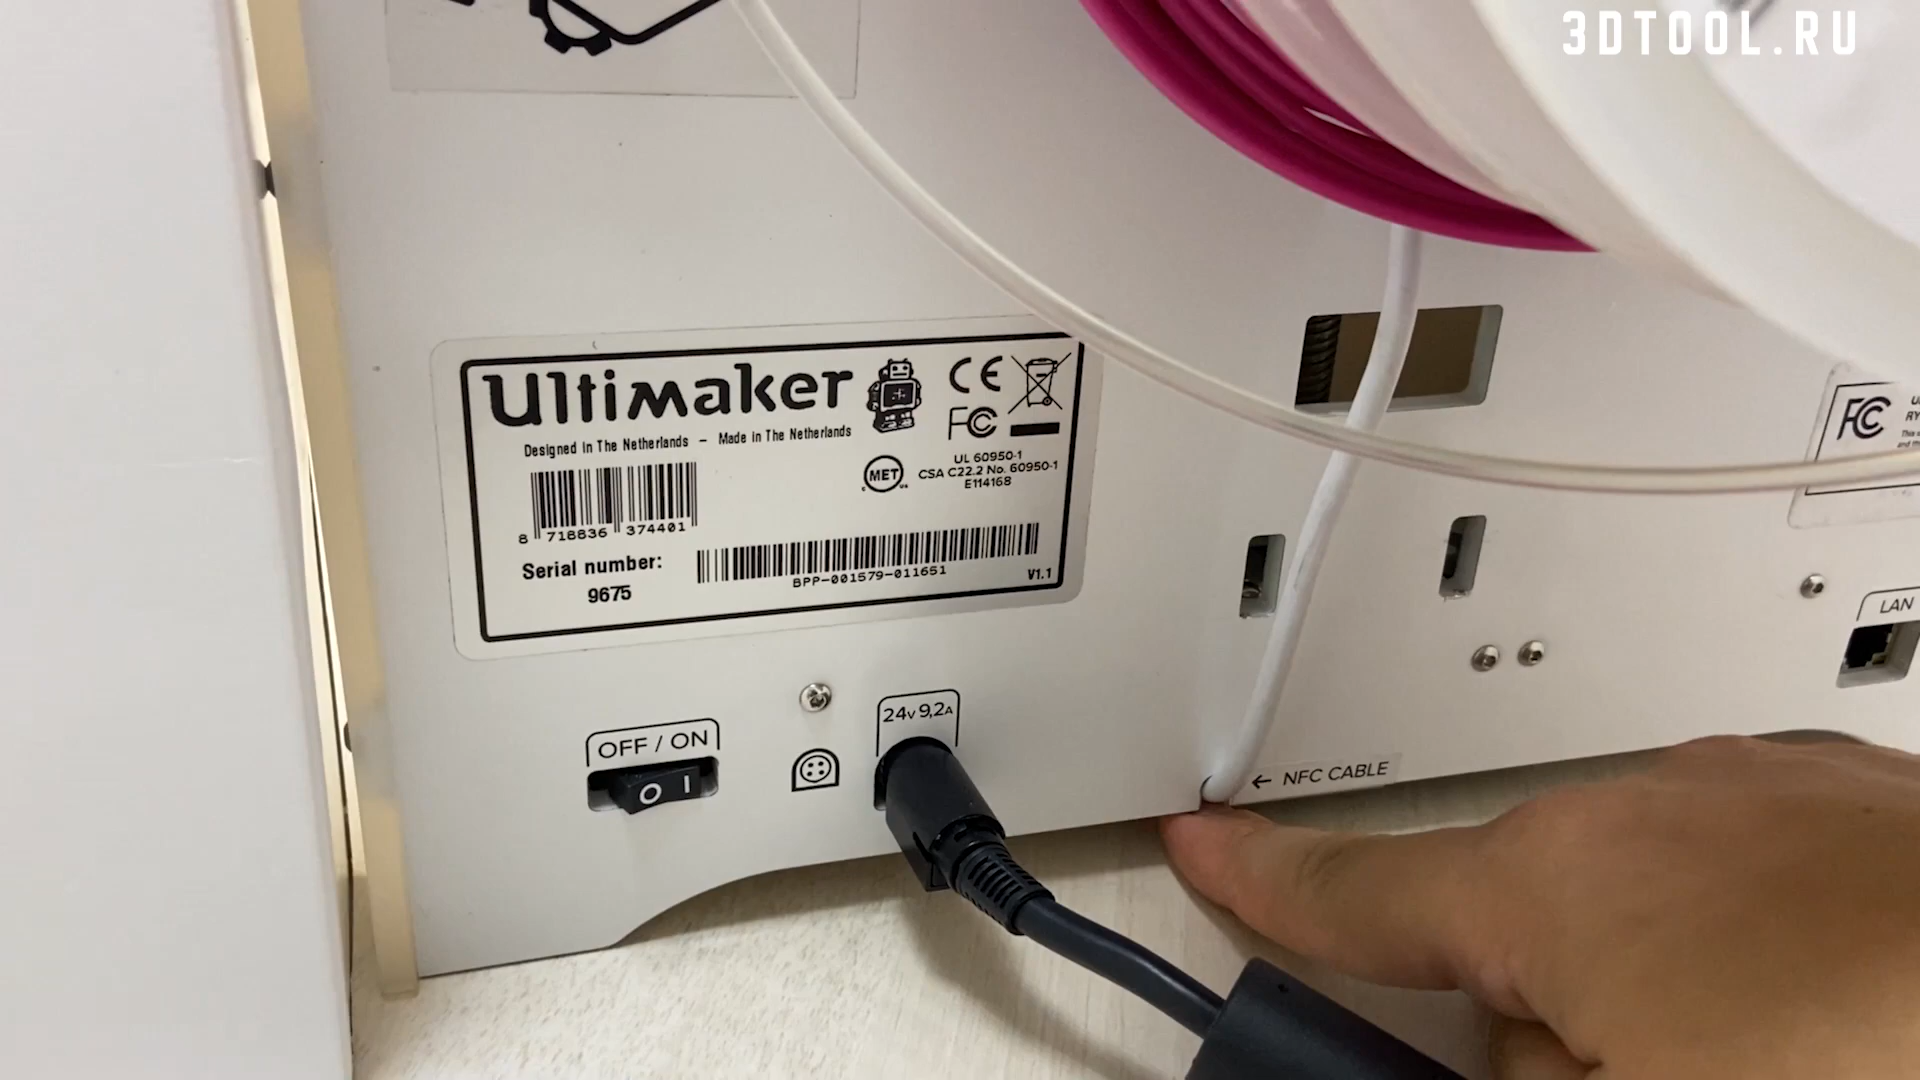 3DTOOL.RU
Ultimaker
CE
FC
Designed in The Netherlands – Made in The Netherlands
MET
c us
UL 60950-1
CSA C22.2 No. 60950-1
E114168
8 718836 374401
Serial number:
9675
BPP-001579-011651
V1.1
FC
LAN
OFF / ON
O I
24V 9,2A
← NFC CABLE